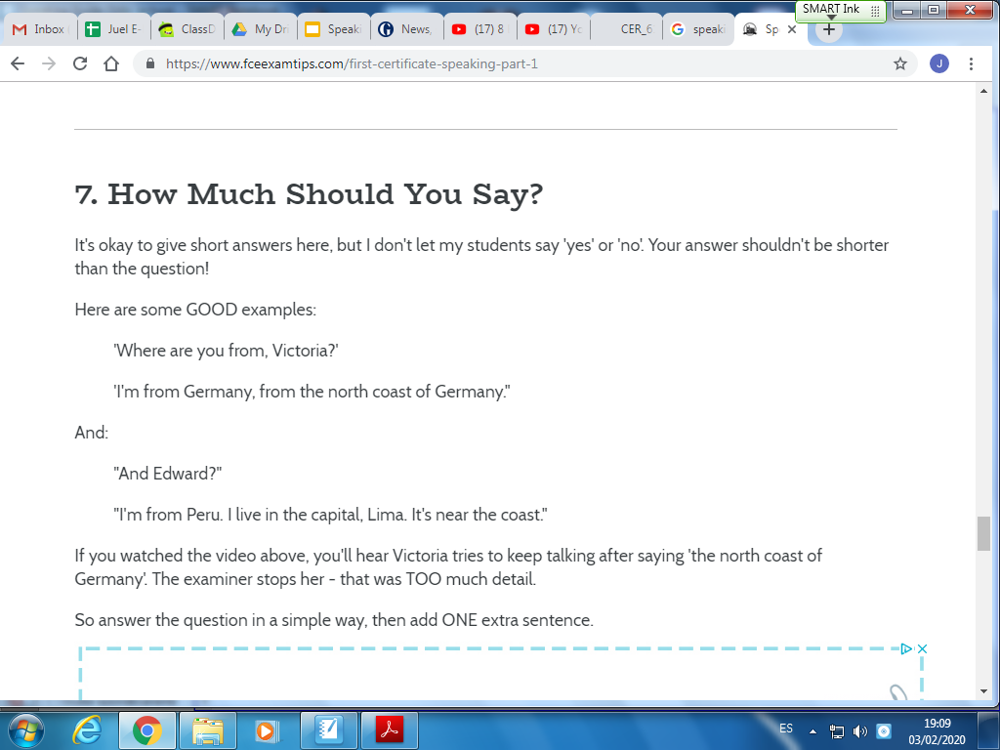 SMART Ink
Inbox
Juel E-
ClassD
My Dri
Speaki
News,
(17) 8
(17) Yo
CER_6
speaki
Sp
https://www.fceexamtips.com/first-certificate-speaking-part-1
J
7. How Much Should You Say?
It's okay to give short answers here, but I don't let my students say 'yes' or 'no'. Your answer shouldn't be shorter
than the question!
Here are some GOOD examples:
'Where are you from, Victoria?'
'I'm from Germany, from the north coast of Germany."
And:
"And Edward?"
"I'm from Peru. I live in the capital, Lima. It's near the coast."
If you watched the video above, you'll hear Victoria tries to keep talking after saying 'the north coast of
Germany'. The examiner stops her - that was TOO much detail.
So answer the question in a simple way, then add ONE extra sentence.
ES
19:09
03/02/2020